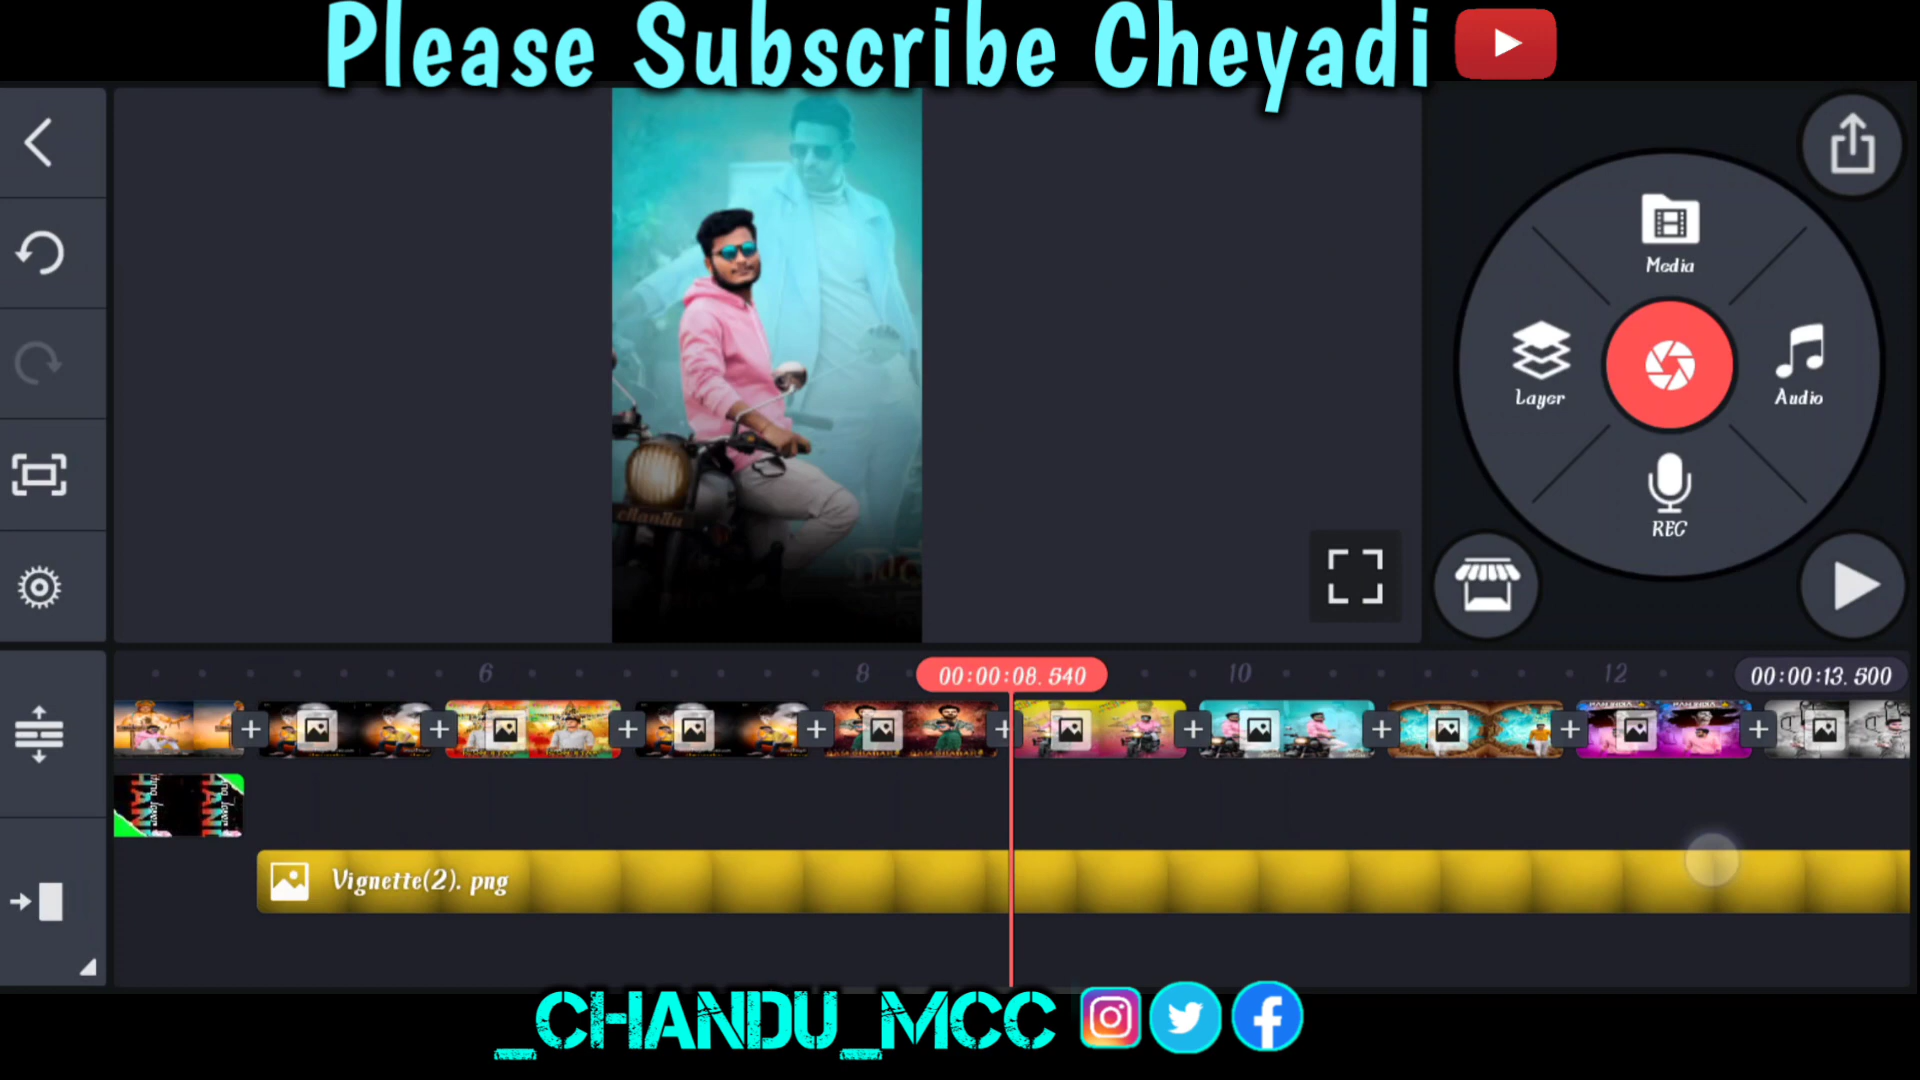 Please Subscribe Cheyadi
Media
Layer
Audio
REC
chandu
6
8
00:00:08.540
10
12
00:00:13.500
Vignette(2).png
_CHANDU_MCC